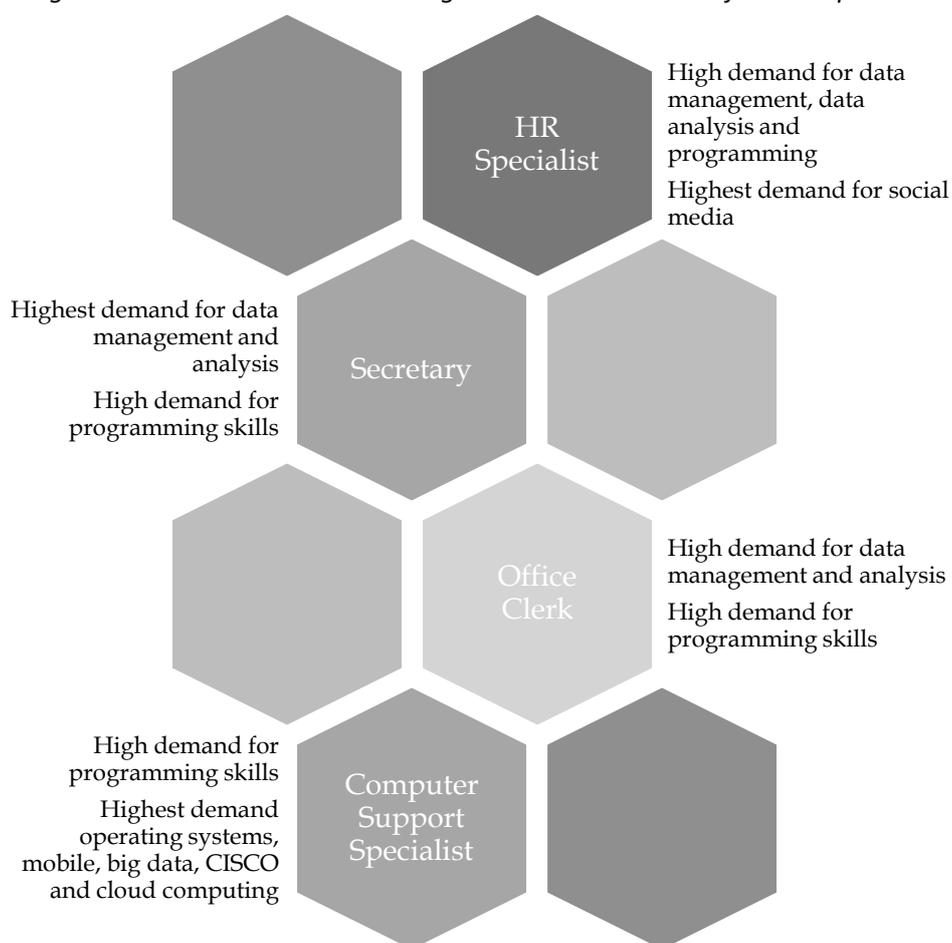 HR
Specialist
High demand for data
management, data
analysis and
programming
Highest demand for social
media
Highest demand for data
management and
analysis
High demand for
programming skills
Secretary
Office
Clerk
High demand for data
management and analysis
High demand for
programming skills
High demand for
programming skills
Highest demand
operating systems,
mobile, big data, CISCO
and cloud computing
Computer
Support
Specialist